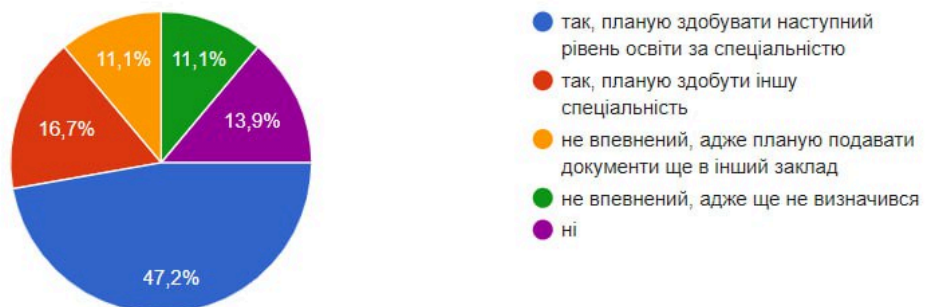 11,1%
11,1%
16,7%
13,9%
47,2%
так, планую здобувати наступний
рівень освіти за спеціальністю
так, планую здобути іншу
спеціальність
не впевнений, адже планую подавати
документи ще в інший заклад
не впевнений, адже ще не визначився
ні